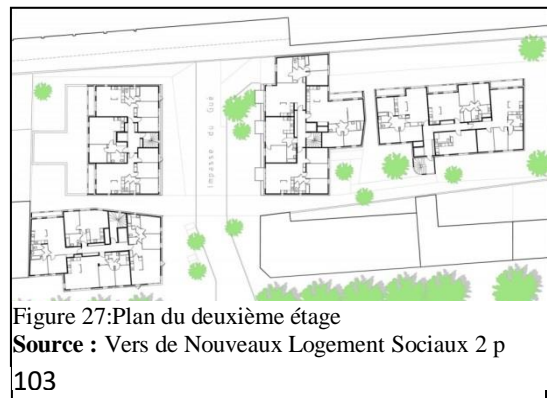 Impasse du Gué
Figure 27:Plan du deuxième étage
Source : Vers de Nouveaux Logement Sociaux 2 p
103